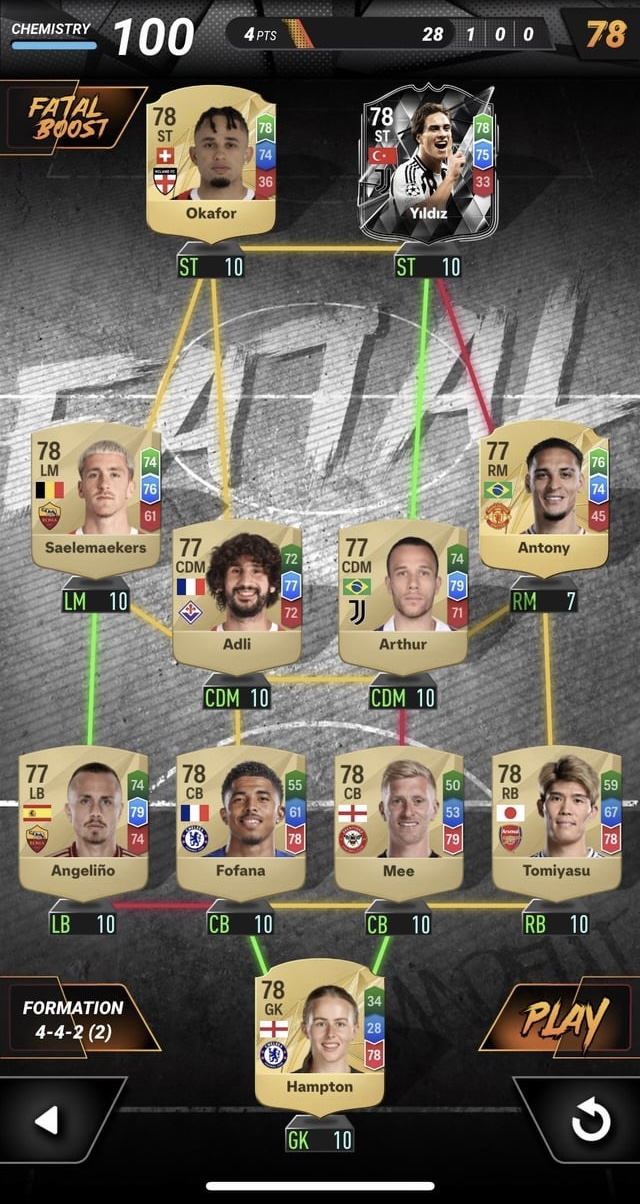 CHEMISTRY 100 4 PTS 28 1 0 0 78
FATAL
BOOST
78
ST
78
74
36
Okafor
78
ST
78
75
33
Yıldız
ST 10
ST 10
FATAL
78
LM
74
76
61
ROMA
Saelemaekers
77
RM
76
74
45
Antony
77
CDM
72
77
72
Adli
77
CDM
74
79
71
Arthur
LM 10
RM 7
CDM 10
CDM 10
77
LB
74
79
74
ROMA
Angeliño
78
CB
55
61
78
Fofana
78
CB
50
53
79
Mee
78
RB
59
67
78
Arsenal
Tomiyasu
LB 10
CB 10
CB 10
RB 10
78
GK
34
28
78
Hampton
FORMATION
4-4-2 (2)
PLAY
GK 10